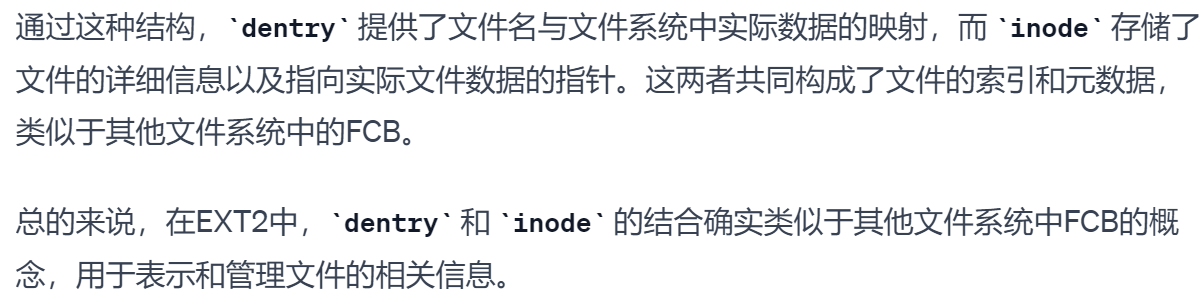 通过这种结构，`dentry` 提供了文件名与文件系统中实际数据的映射，而 `inode` 存储了
文件的详细信息以及指向实际文件数据的指针。这两者共同构成了文件的索引和元数据，
类似于其他文件系统中的FCB。
总的来说，在EXT2中，`dentry` 和 `inode` 的结合确实类似于其他文件系统中FCB的概
念，用于表示和管理文件的相关信息。